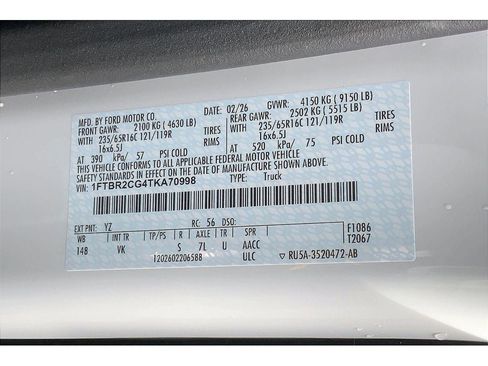 MFD. BY FORD MOTOR CO.
DATE: 02/26 GVWR: 4150 KG ( 9150 LB)
FRONT GAWR: 2100 KG ( 4630 LB) REAR GAWR: 2502 KG ( 5515 LB)
WITH 235/65R16C 121/119R TIRES WITH 235/65R16C 121/119R TIRES
16x6.5J RIMS 16x6.5J RIMS
AT 390 kPa/ 57 PSI COLD AT 520 kPa/ 75 PSI COLD
THIS VEHICLE CONFORMS TO ALL APPLICABLE FEDERAL MOTOR VEHICLE
SAFETY STANDARDS IN EFFECT ON THE DATE OF MANUFACTURE SHOWN ABOVE.
VIN: 1FTBR2CG4TKA70998 TYPE: Truck
EXT PNT: YZ RC: 56 DSO:
WB INT TR TP/PS R AXLE TR SPR F1086
148 VK S 7L U AACC T2067
ULC
1202602206588 ▽ RU5A-3520472-AB